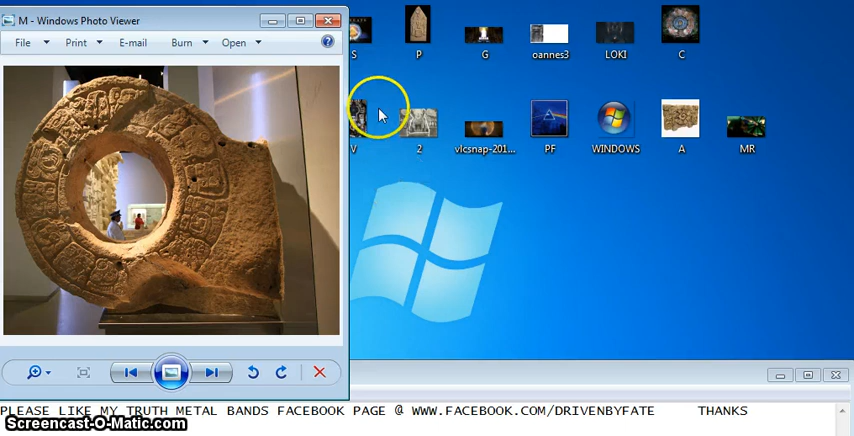 M - Windows Photo Viewer
File Print E-mail Burn Open
S P G oannes3 LOKI C
V 2 vlcsnap-201... PF WINDOWS A MR
PLEASE LIKE MY TRUTH METAL BANDS FACEBOOK PAGE @ WWW.FACEBOOK.COM/DRIVENBYFATE THANKS
Screencast-O-Matic.com